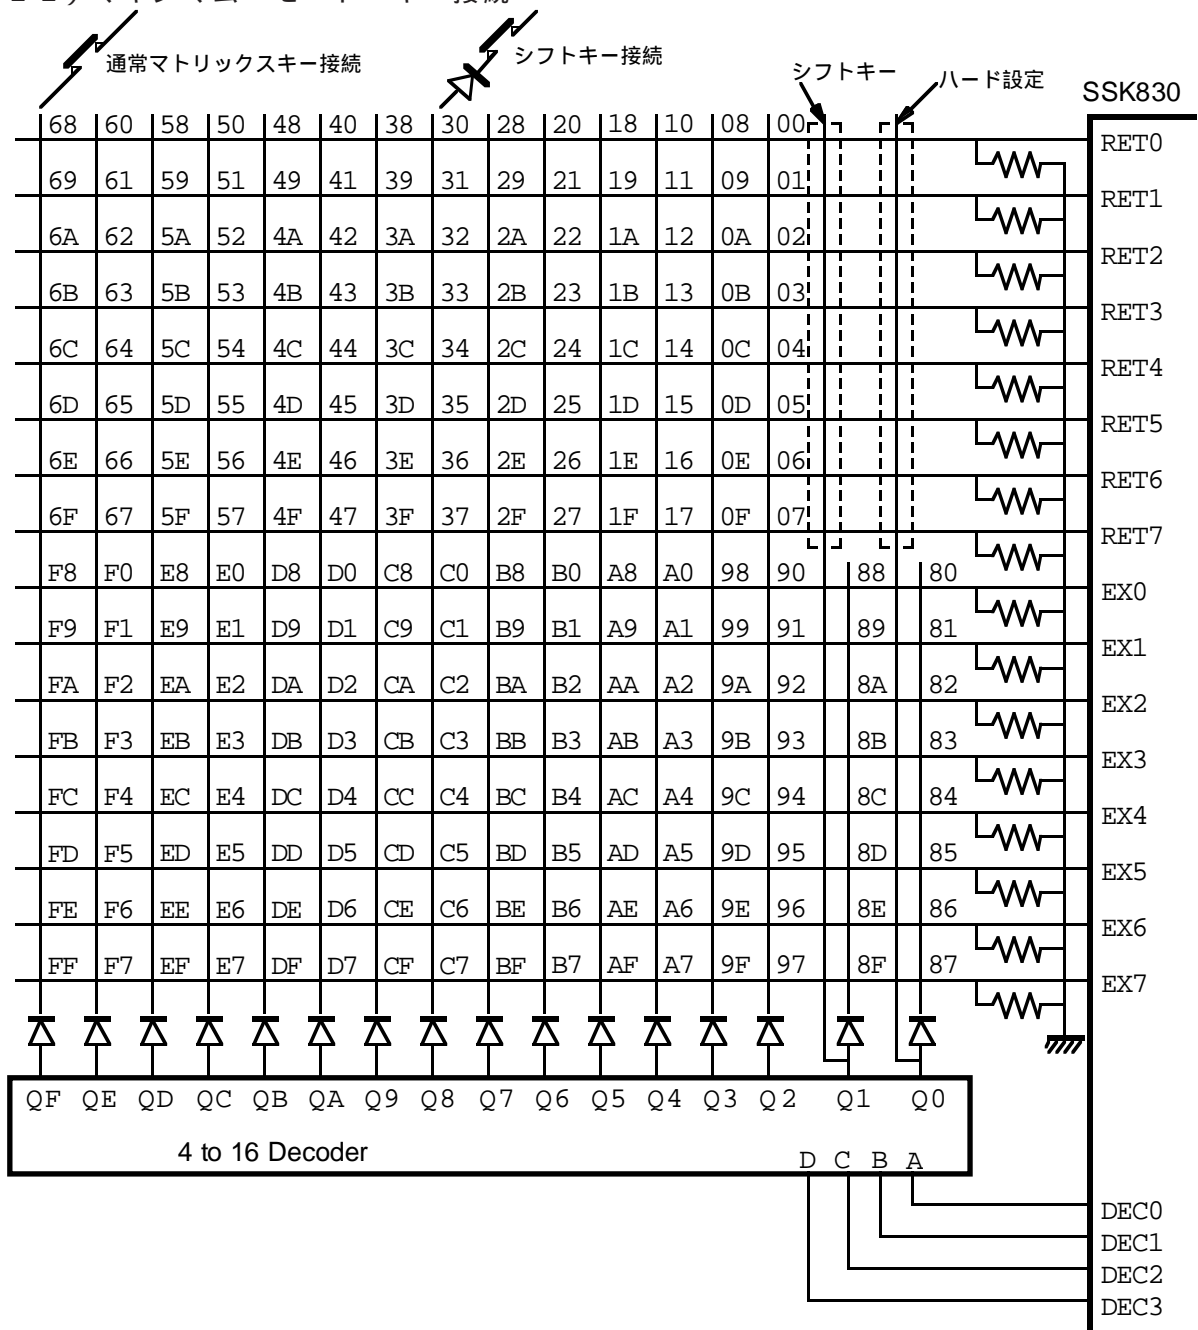 通常マトリックスキー接続
シフトキー接続
シフトキー
ハード設定
SSK830
68 60 58 50 48 40 38 30 28 20 18 10 08 00
RET0
69 61 59 51 49 41 39 31 29 21 19 11 09 01
RET1
6A 62 5A 52 4A 42 3A 32 2A 22 1A 12 0A 02
RET2
6B 63 5B 53 4B 43 3B 33 2B 23 1B 13 0B 03
RET3
6C 64 5C 54 4C 44 3C 34 2C 24 1C 14 0C 04
RET4
6D 65 5D 55 4D 45 3D 35 2D 25 1D 15 0D 05
RET5
6E 66 5E 56 4E 46 3E 36 2E 26 1E 16 0E 06
RET6
6F 67 5F 57 4F 47 3F 37 2F 27 1F 17 0F 07
RET7
F8 F0 E8 E0 D8 D0 C8 C0 B8 B0 A8 A0 98 90 88 80
EX0
F9 F1 E9 E1 D9 D1 C9 C1 B9 B1 A9 A1 99 91 89 81
EX1
FA F2 EA E2 DA D2 CA C2 BA B2 AA A2 9A 92 8A 82
EX2
FB F3 EB E3 DB D3 CB C3 BB B3 AB A3 9B 93 8B 83
EX3
FC F4 EC E4 DC D4 CC C4 BC B4 AC A4 9C 94 8C 84
EX4
FD F5 ED E5 DD D5 CD C5 BD B5 AD A5 9D 95 8D 85
EX5
FE F6 EE E6 DE D6 CE C6 BE B6 AE A6 9E 96 8E 86
EX6
FF F7 EF E7 DF D7 CF C7 BF B7 AF A7 9F 97 8F 87
EX7
QF QE QD QC QB QA Q9 Q8 Q7 Q6 Q5 Q4 Q3 Q2 Q1 Q0
4 to 16 Decoder
D C B A
DEC0
DEC1
DEC2
DEC3